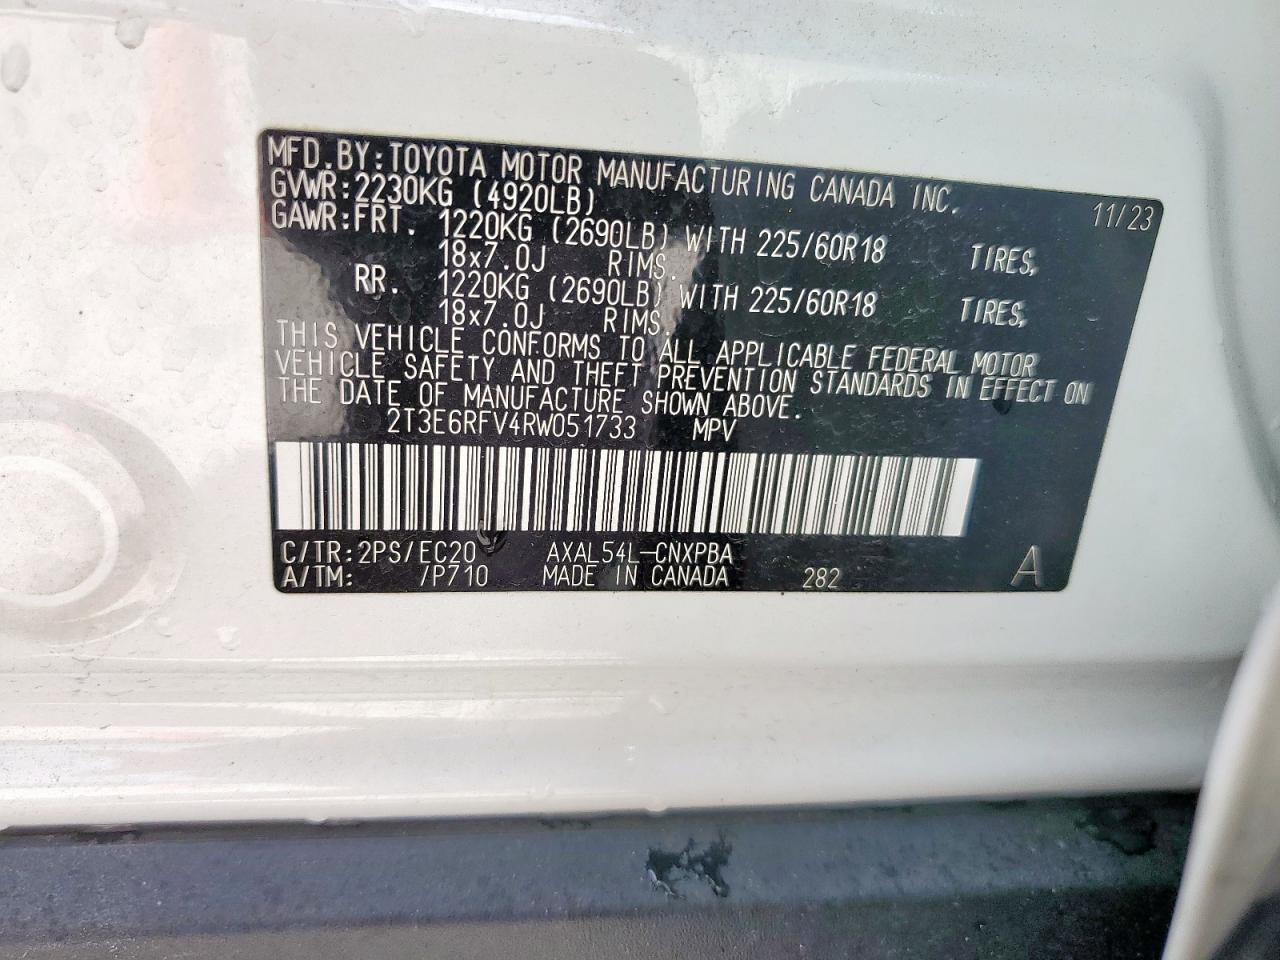 MFD.BY:TOYOTA MOTOR MANUFACTURING CANADA INC. 11/23
GVWR:2230KG (4920LB)
GAWR:FRT. 1220KG (2690LB) WITH 225/60R18 TIRES,
18x7.0J RIMS.
RR. 1220KG (2690LB) WITH 225/60R18 TIRES,
18x7.0J RIMS.
THIS VEHICLE CONFORMS TO ALL APPLICABLE FEDERAL MOTOR
VEHICLE SAFETY AND THEFT PREVENTION STANDARDS IN EFFECT ON
THE DATE OF MANUFACTURE SHOWN ABOVE.
2T3E6RFV4RW051733 MPV
C/TR:2PS/EC20 AXAL54L-CNXPBA
A/TM: /P710 MADE IN CANADA 282 A